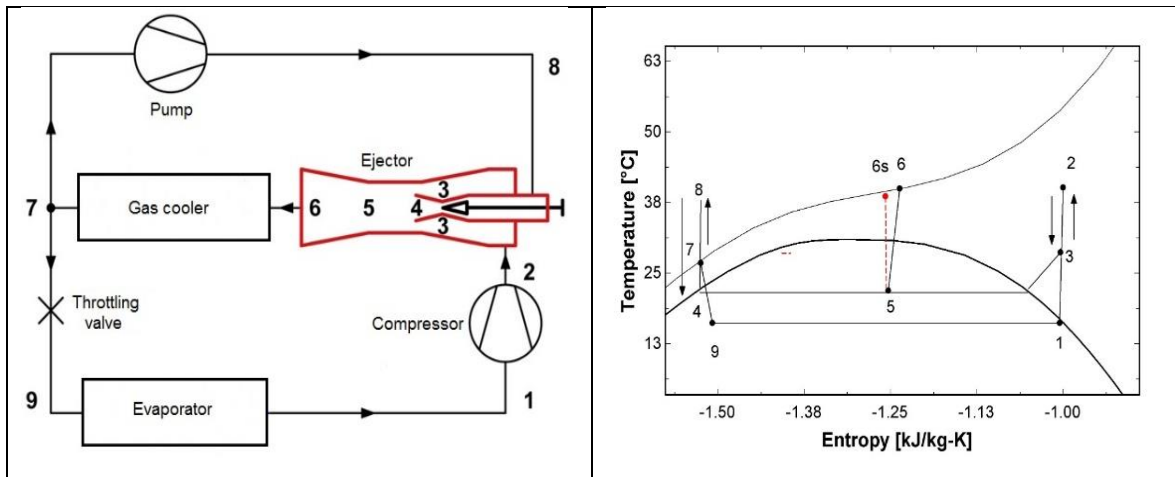 8
Pump
Ejector
3
7
Gas cooler
6
5
4
3
2
Throttling
valve
Compressor
9
Evaporator
1
63
50
38
25
13
Temperature [°C]
6s
6
2
8
7
3
4
5
9
1
-1.50
-1.38
-1.25
-1.13
-1.00
Entropy [kJ/kg-K]